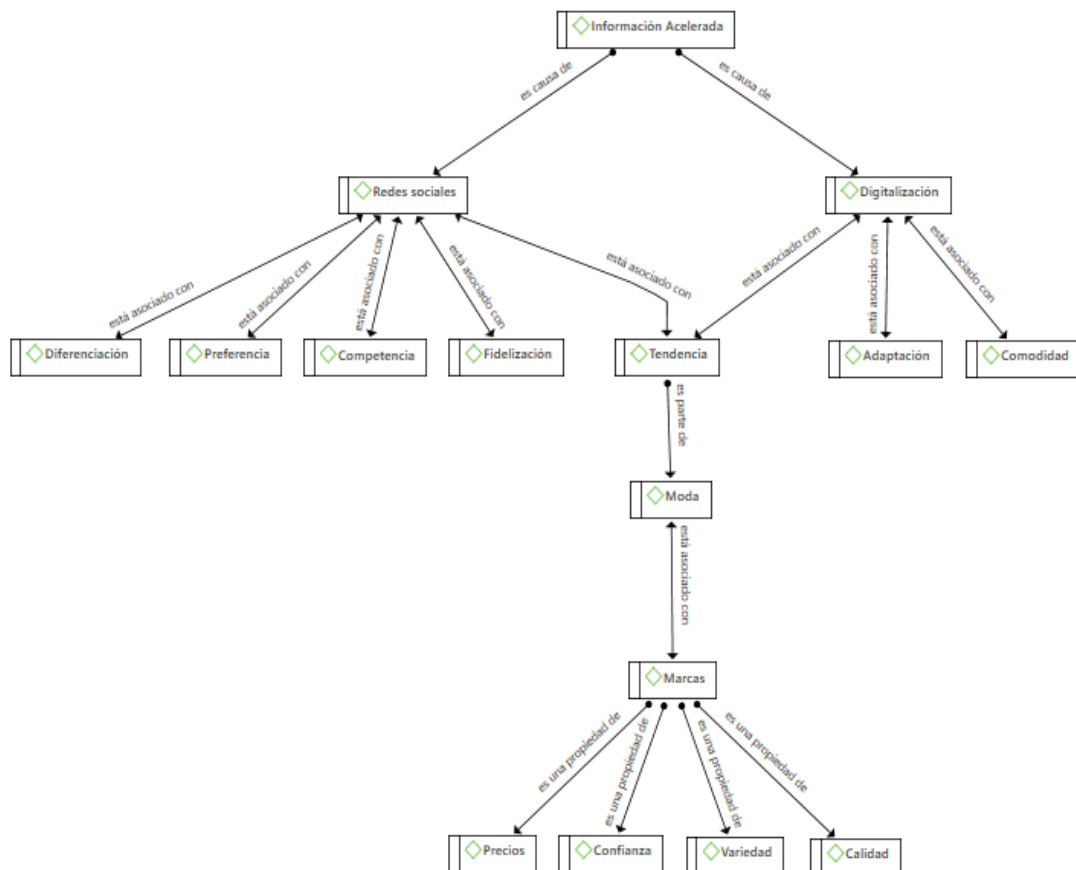 Información Acelerada
es causa de
es causa de
Redes sociales
Digitalización
está asociado con
está asociado con
está asociado con
está asociado con
está asociado con
está asociado con
está asociado con
está asociado con
Diferenciación
Preferencia
Competencia
Fidelización
Tendencia
Adaptación
Comodidad
es parte de
Moda
está asociado con
Marcas
es una propiedad de
es una propiedad de
es una propiedad de
es una propiedad de
Precios
Confianza
Variedad
Calidad